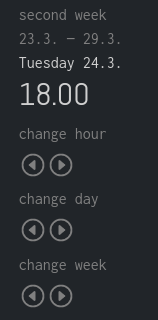 second week
23.3. – 29.3.
Tuesday 24.3.
18.00
change hour
change day
change week